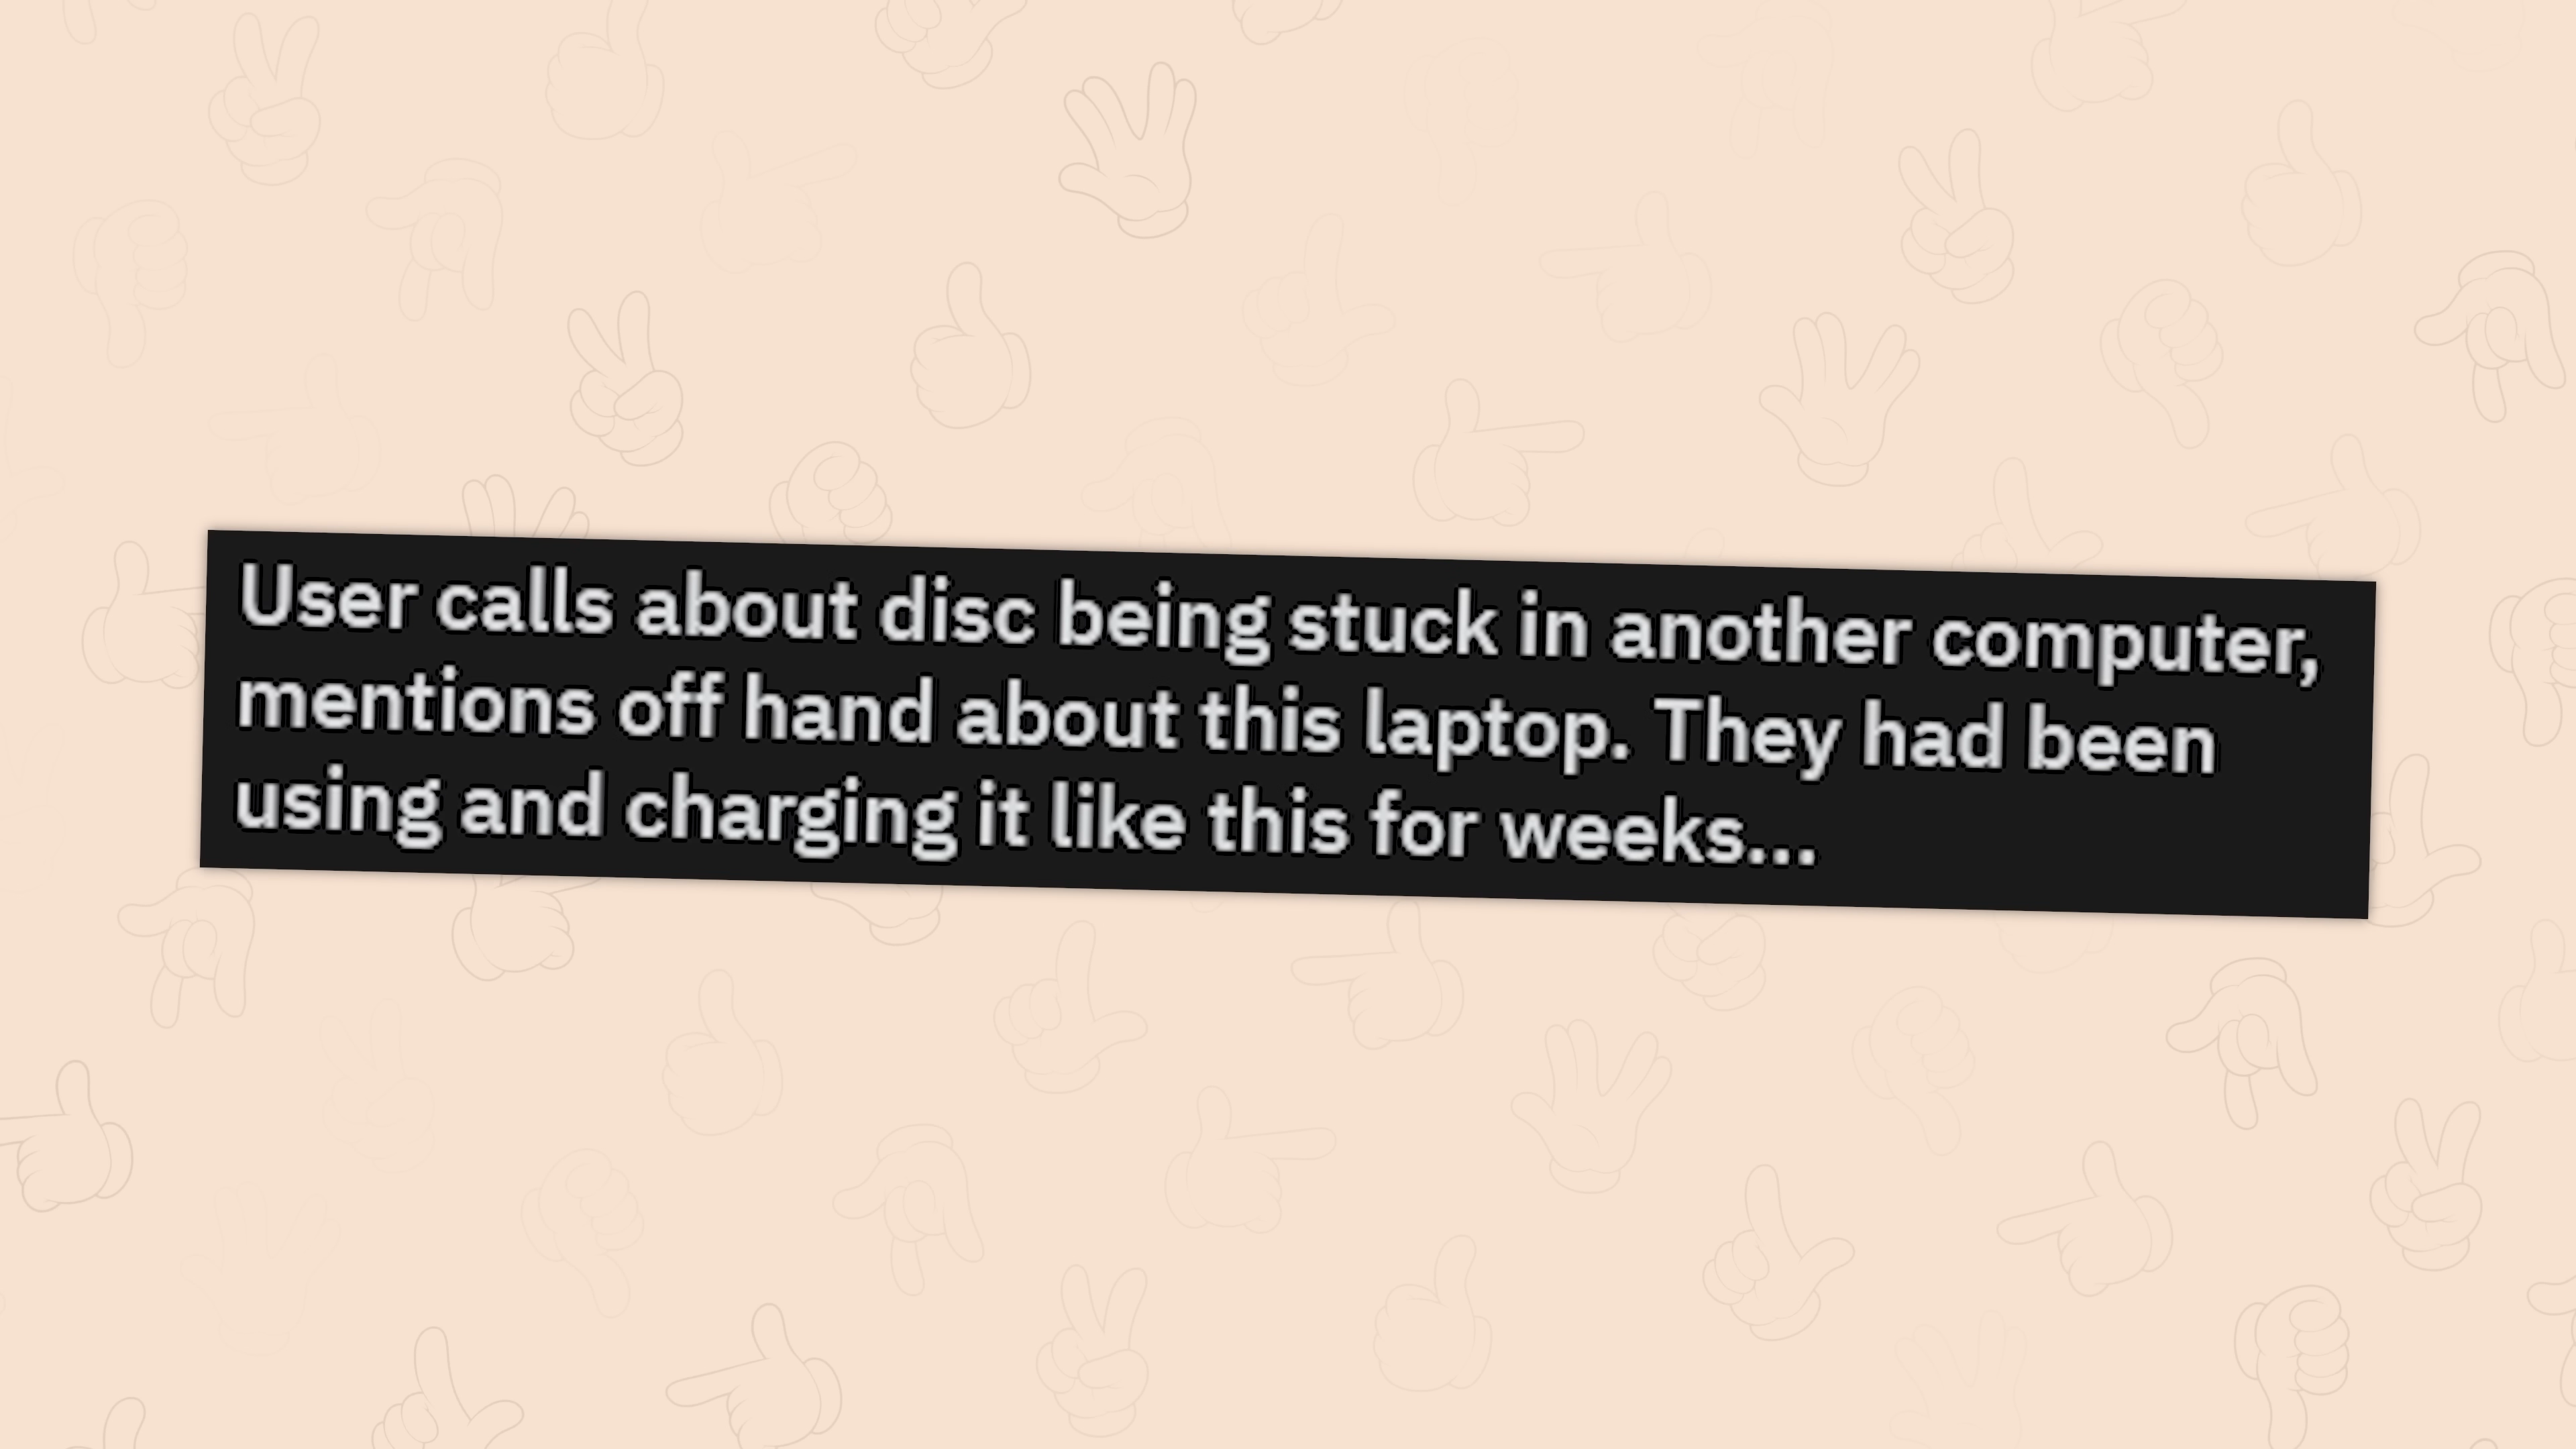 User calls about disc being stuck in another computer,
mentions off hand about this laptop. They had been
using and charging it like this for weeks...